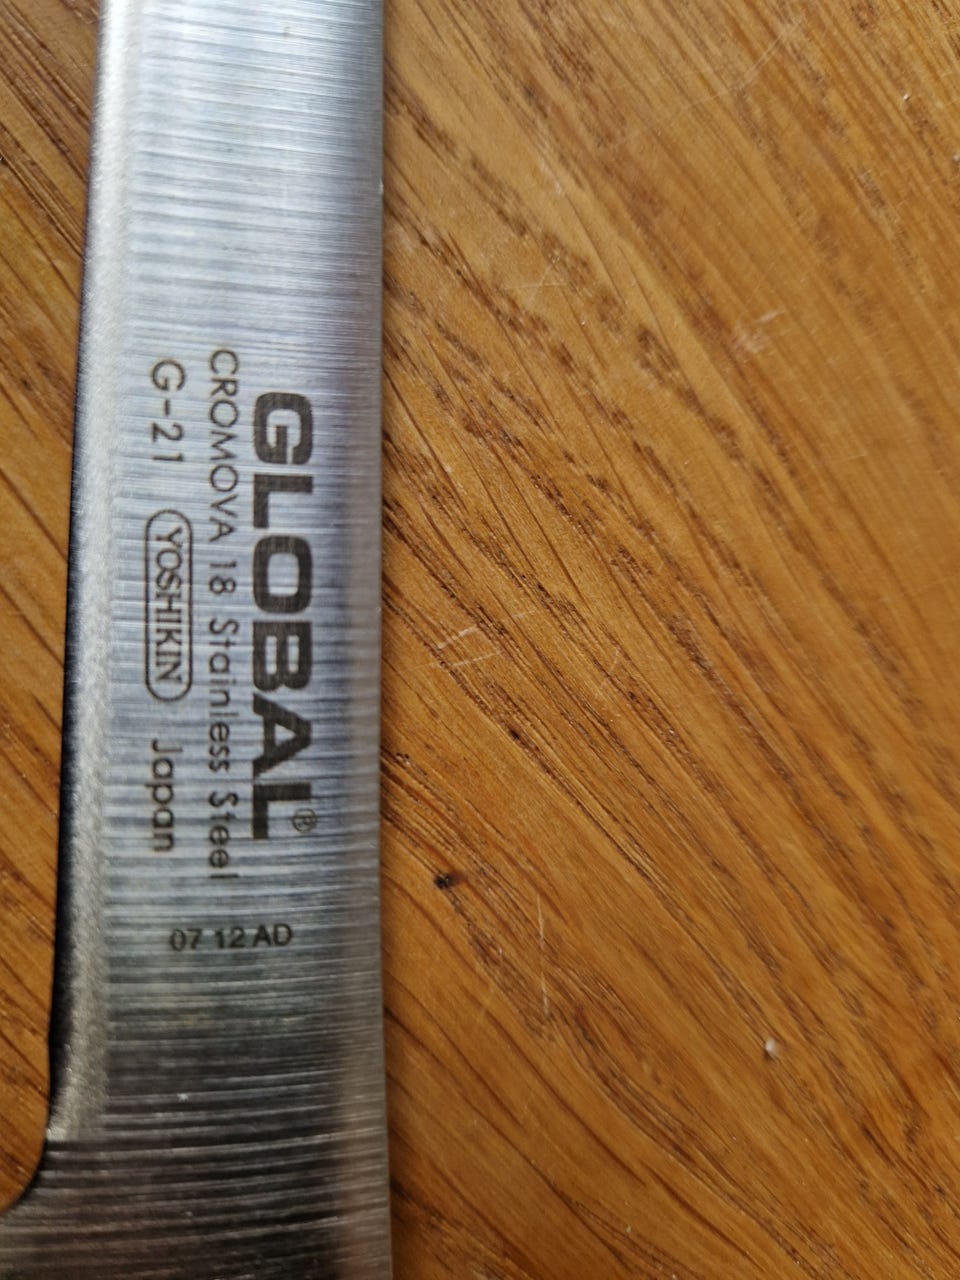 GLOBAL®
CROMOVA 18 Stainless Steel
G-21 YOSHIKIN Japan
07 12 AD